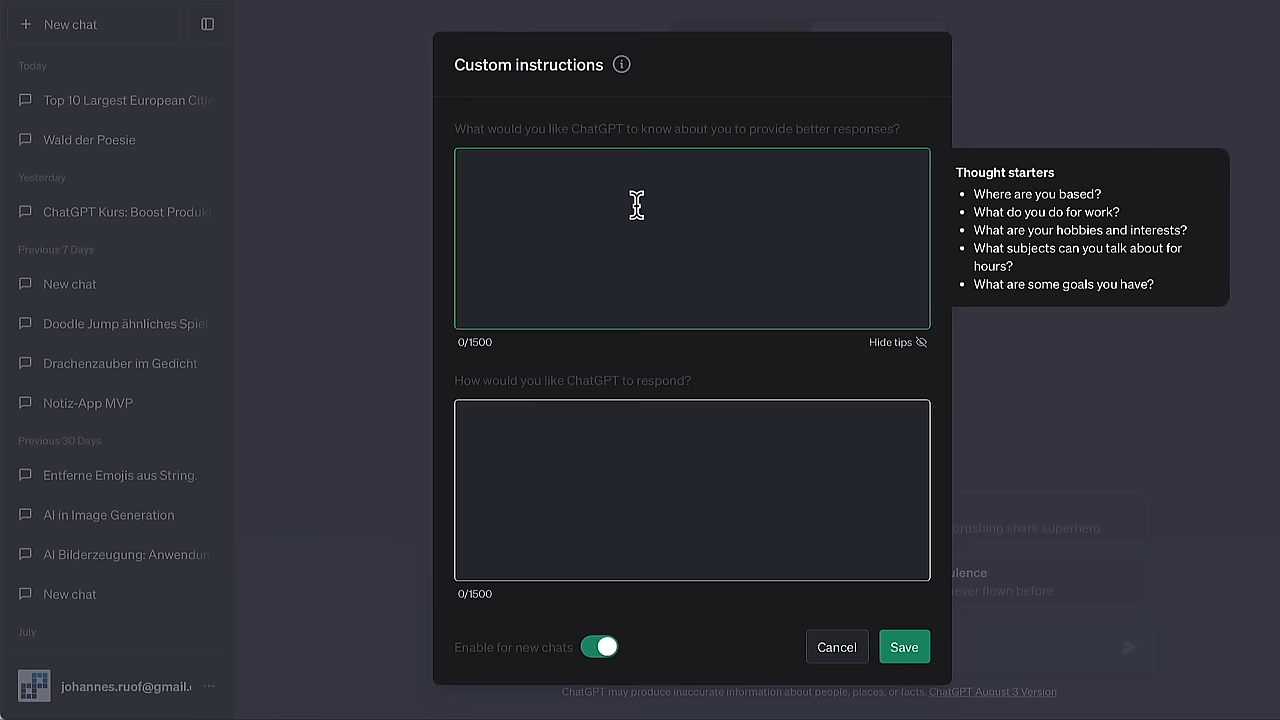 New chat
Today
Top 10 Largest European Citie
Wald der Poesie
Yesterday
ChatGPT Kurs: Boost Produk
Previous 7 Days
New chat
Doodle Jump ähnliches Spiel
Drachenzauber im Gedicht
Notiz-App MVP
Previous 30 Days
Entferne Emojis aus String.
AI in Image Generation
AI Bilderzeugung: Anwendun
New chat
July
johannes.ruof@gmail.
Custom instructions
What would you like ChatGPT to know about you to provide better responses?
0/1500
Hide tips
Thought starters
• Where are you based?
• What do you do for work?
• What are your hobbies and interests?
• What subjects can you talk about for
hours?
• What are some goals you have?
How would you like ChatGPT to respond?
0/1500
Enable for new chats
Cancel
Save
brushing shark superhero
ulence
ever flown before
ChatGPT may produce inaccurate information about people, places, or facts. ChatGPT August 3 Version